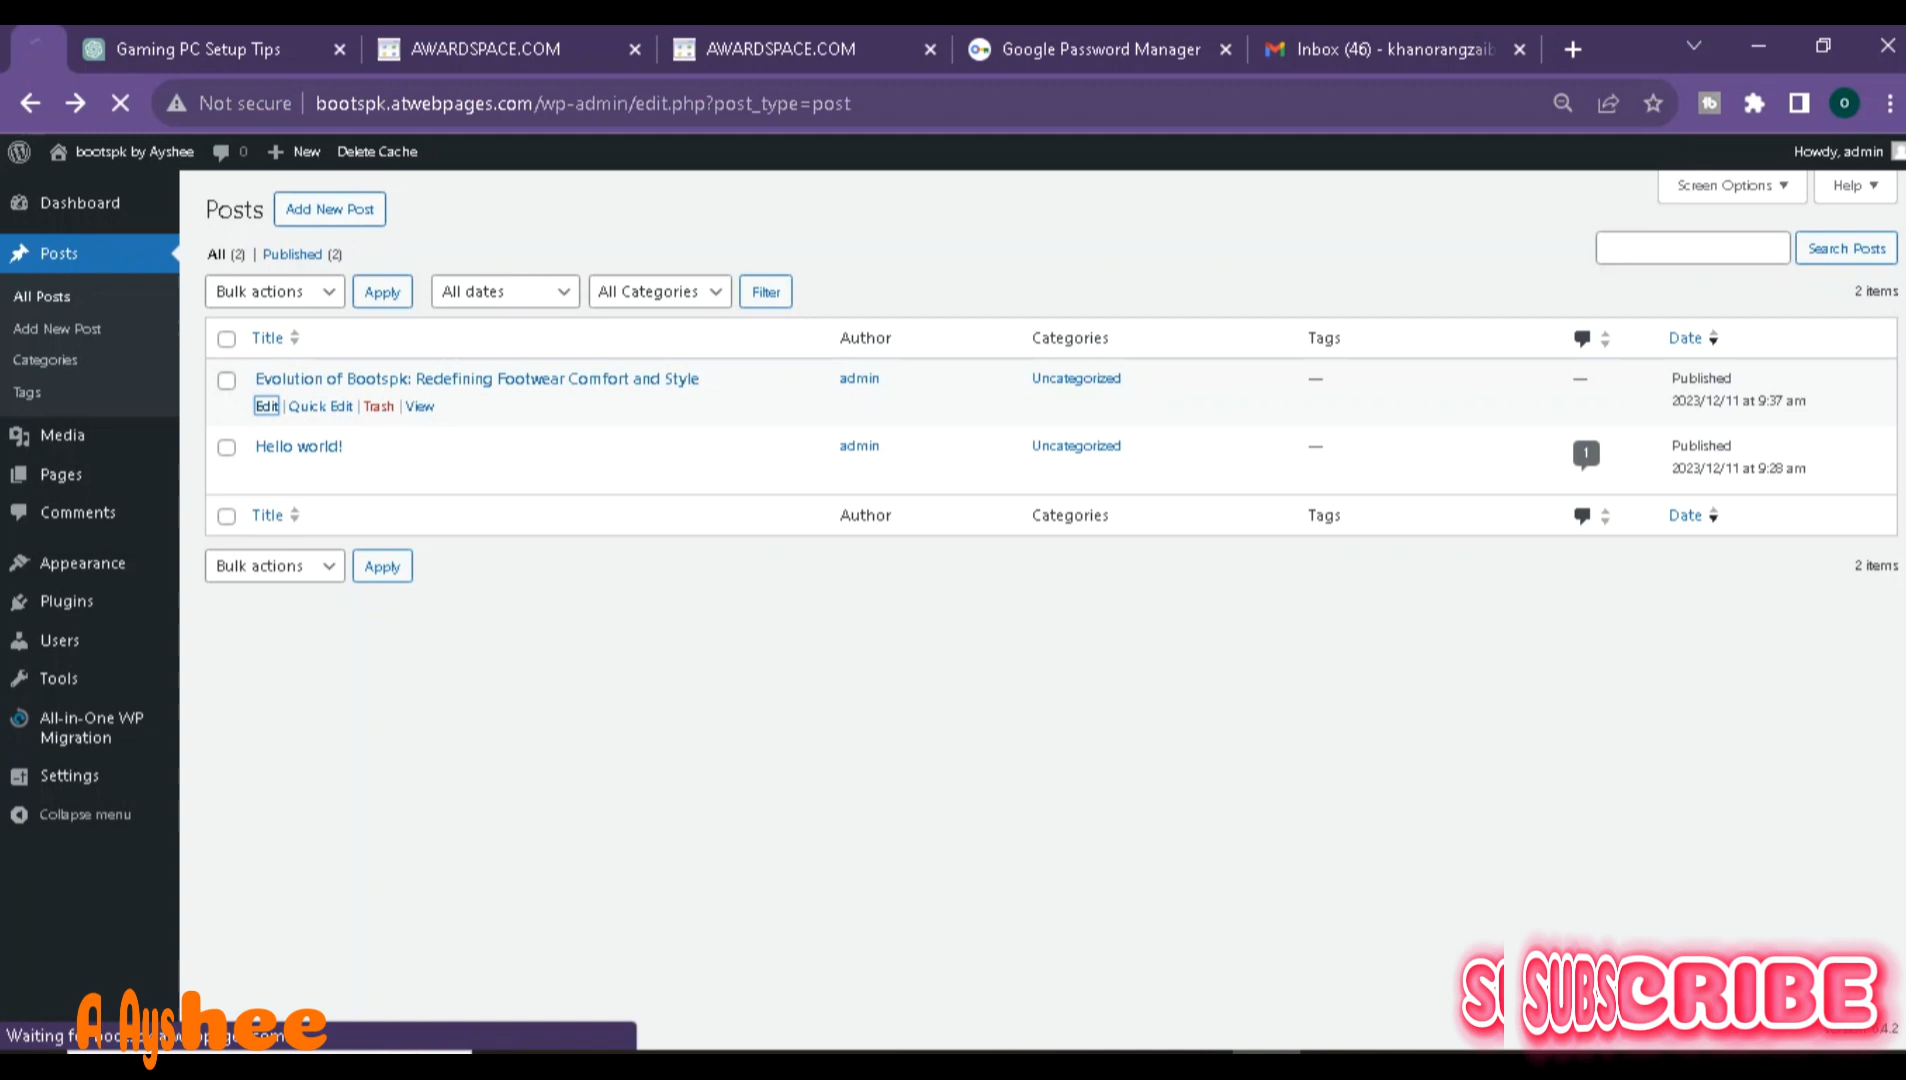 Gaming PC Setup Tips
AWARDSPACE.COM
AWARDSPACE.COM
Google Password Manager
Inbox (46) - khanorangzaib
Not secure
bootspk.atwebpages.com/wp-admin/edit.php?post_type=post
bootspk by Ayshee
0
New
Delete Cache
Howdy, admin
Dashboard
Posts
All Posts
Add New Post
Categories
Tags
Media
Pages
Comments
Appearance
Plugins
Users
Tools
All-in-One WP
Migration
Settings
Collapse menu
Posts
Add New Post
Screen Options
Help
All (2) | Published (2)
Search Posts
Bulk actions
Apply
All dates
All Categories
Filter
2 items
Title
Author
Categories
Tags
Date
Evolution of Bootspk: Redefining Footwear Comfort and Style
admin
Uncategorized
—
—
Published
2023/12/11 at 9:37 am
Edit | Quick Edit | Trash | View
Hello world!
admin
Uncategorized
—
1
Published
2023/12/11 at 9:28 am
Title
Author
Categories
Tags
Date
Bulk actions
Apply
2 items
Waiting
A Ayshee
SUBSCRIBE